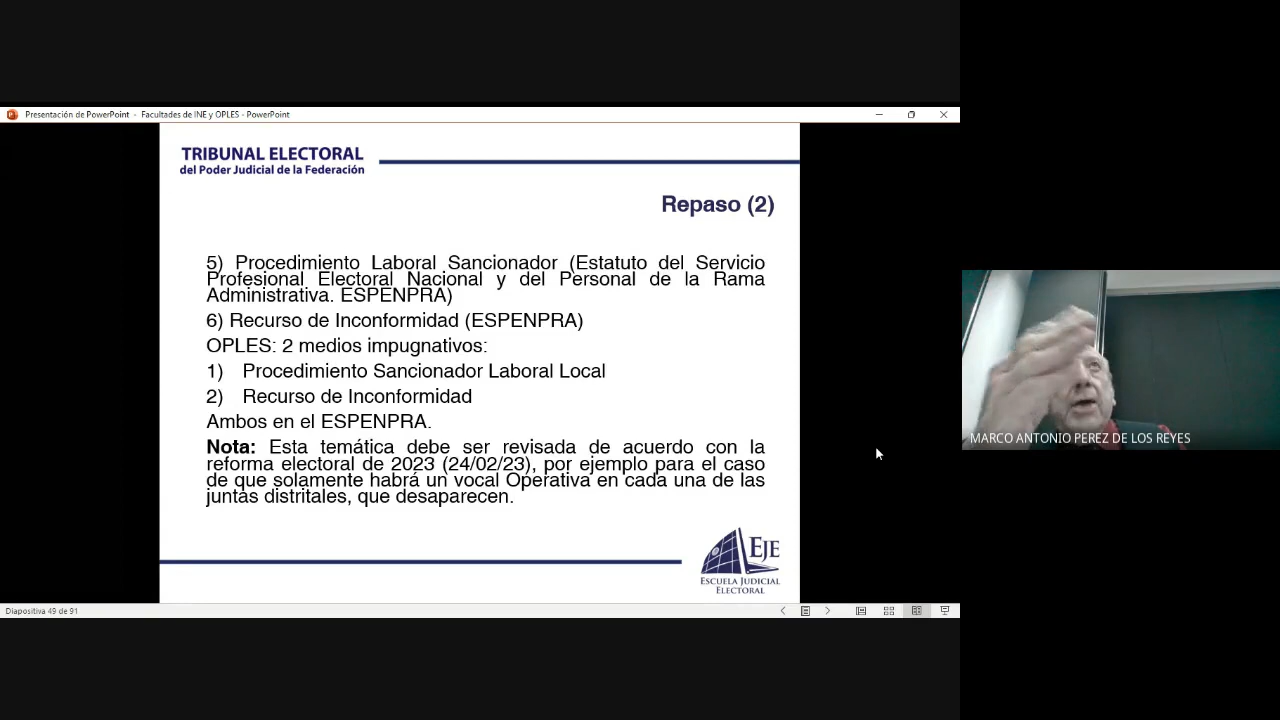 Presentación de PowerPoint - Facultades de INE y OPLES - PowerPoint
TRIBUNAL ELECTORAL
del Poder Judicial de la Federación
Repaso (2)
5) Procedimiento Laboral Sancionador (Estatuto del Servicio
Profesional Electoral Nacional y del Personal de la Rama
Administrativa. ESPENPRA)
6) Recurso de Inconformidad (ESPENPRA)
OPLES: 2 medios impugnativos:
1) Procedimiento Sancionador Laboral Local
2) Recurso de Inconformidad
Ambos en el ESPENPRA.
Nota: Esta temática debe ser revisada de acuerdo con la
reforma electoral de 2023 (24/02/23), por ejemplo para el caso
de que solamente habrá un vocal Operativa en cada una de las
juntas distritales, que desaparecen.
EJE
ESCUELA JUDICIAL
ELECTORAL
Diapositiva 49 de 91
MARCO ANTONIO PEREZ DE LOS REYES